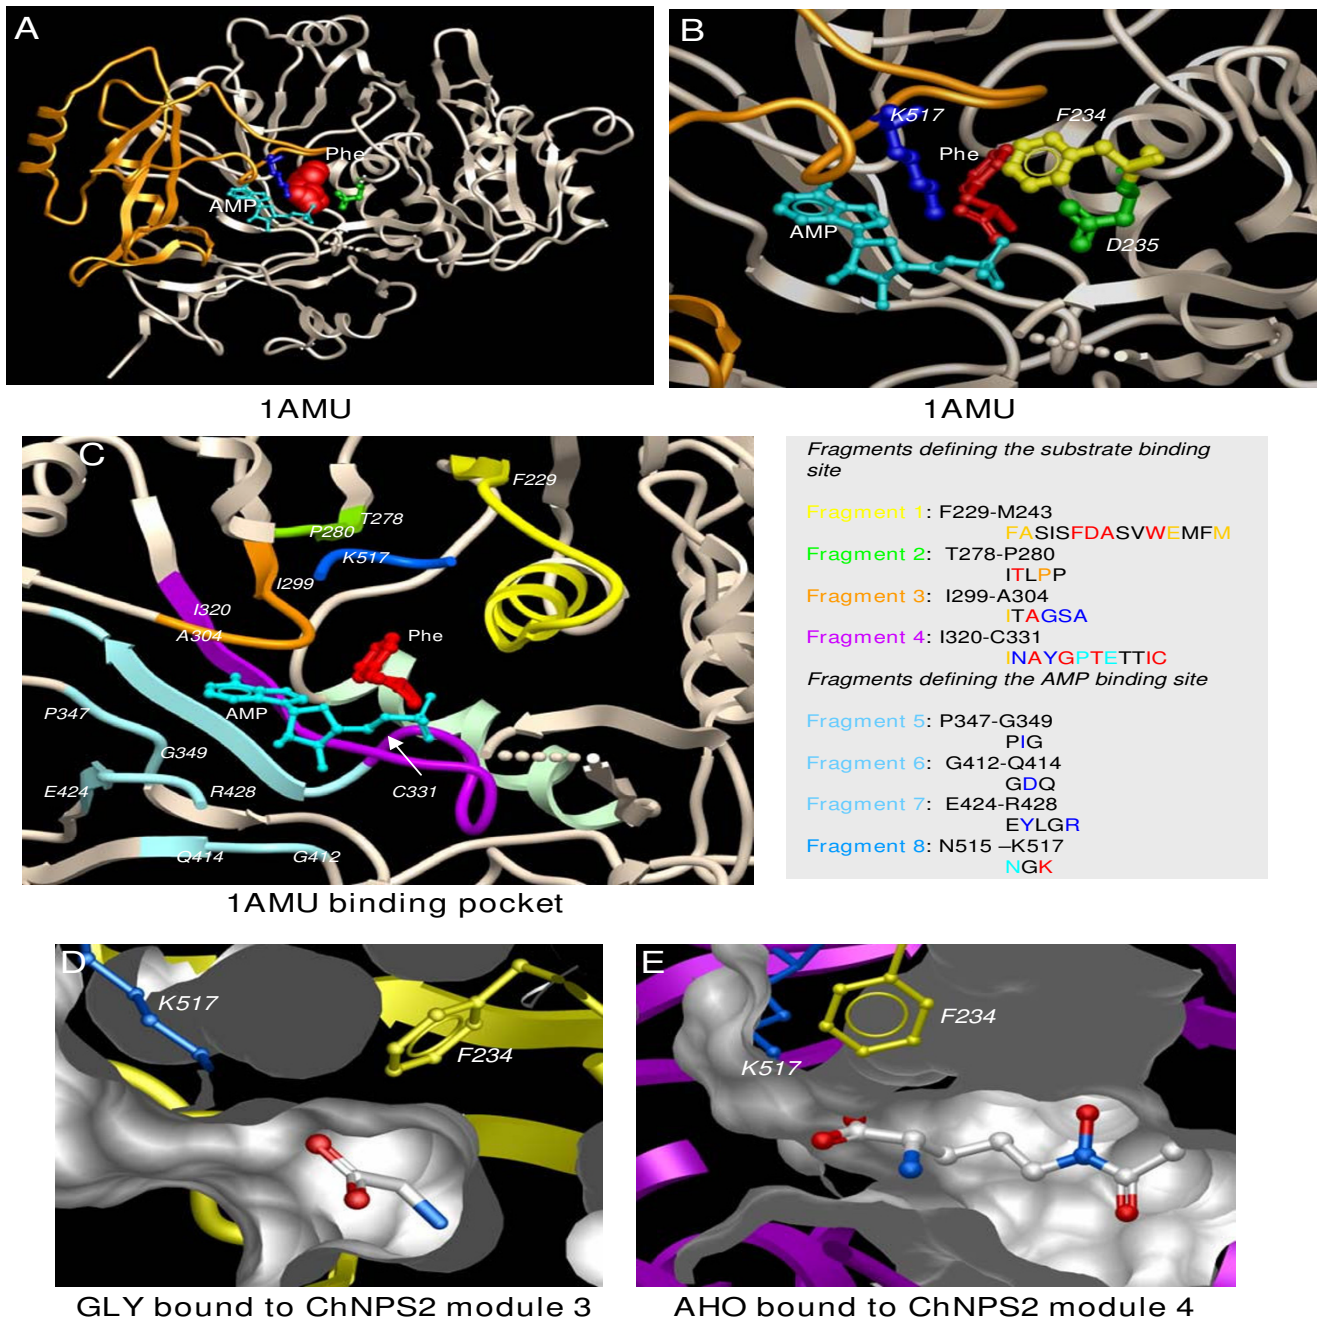 A
Phe
AMP
1AMU
B
K517
F234
Phe
AMP
D235
1AMU
C
F229
T278
P280
K517
I299
I320
A304
Phe
AMP
P347
G349
E424
R428
C331
Q414
G412
1AMU binding pocket
Fragments defining the substrate binding
site
Fragment 1: F229-M243
FASISFDASVWEMFM
Fragment 2: T278-P280
ITLPP
Fragment 3: I299-A304
ITAGSA
Fragment 4: I320-C331
INAYGPTETTIC
Fragments defining the AMP binding site
Fragment 5: P347-G349
PIG
Fragment 6: G412-Q414
GDQ
Fragment 7: E424-R428
EYLGR
Fragment 8: N515 –K517
NGK
D
K517
F234
GLY bound to ChNPS2 module 3
E
F234
K517
AHO bound to ChNPS2 module 4